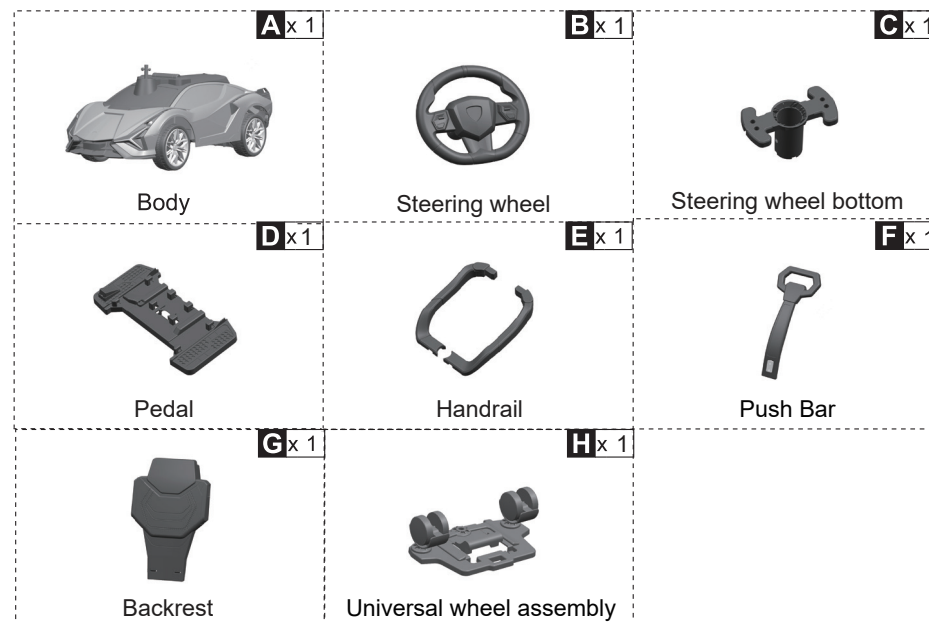 A x 1
B x 1
C x 1
Body
Steering wheel
Steering wheel bottom
D x 1
E x 1
F x 1
Pedal
Handrail
Push Bar
G x 1
H x 1
Backrest
Universal wheel assembly